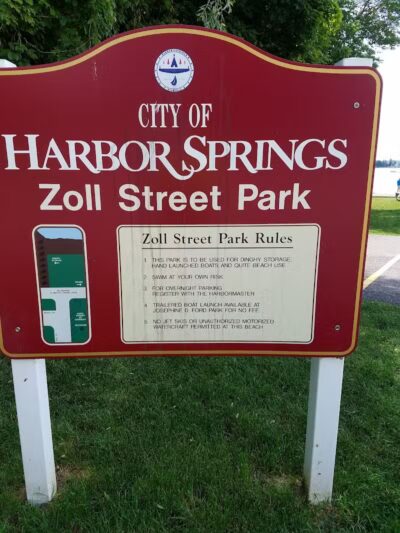 CITY OF
HARBOR SPRINGS
Zoll Street Park
Zoll Street Park Rules
1 THIS PARK IS TO BE USED FOR DINGHY STORAGE,
HAND LAUNCHED BOATS AND QUITE BEACH USE
2 SWIM AT YOUR OWN RISK
3 FOR OVERNIGHT PARKING
REGISTER WITH THE HARBORMASTER
4 TRAILERED BOAT LAUNCH AVAILABLE AT
JOSEPHINE D. FORD PARK FOR NO FEE
5 NO JET SKIS OR UNAUTHORIZED MOTORIZED
WATERCRAFT PERMITTED AT THIS BEACH